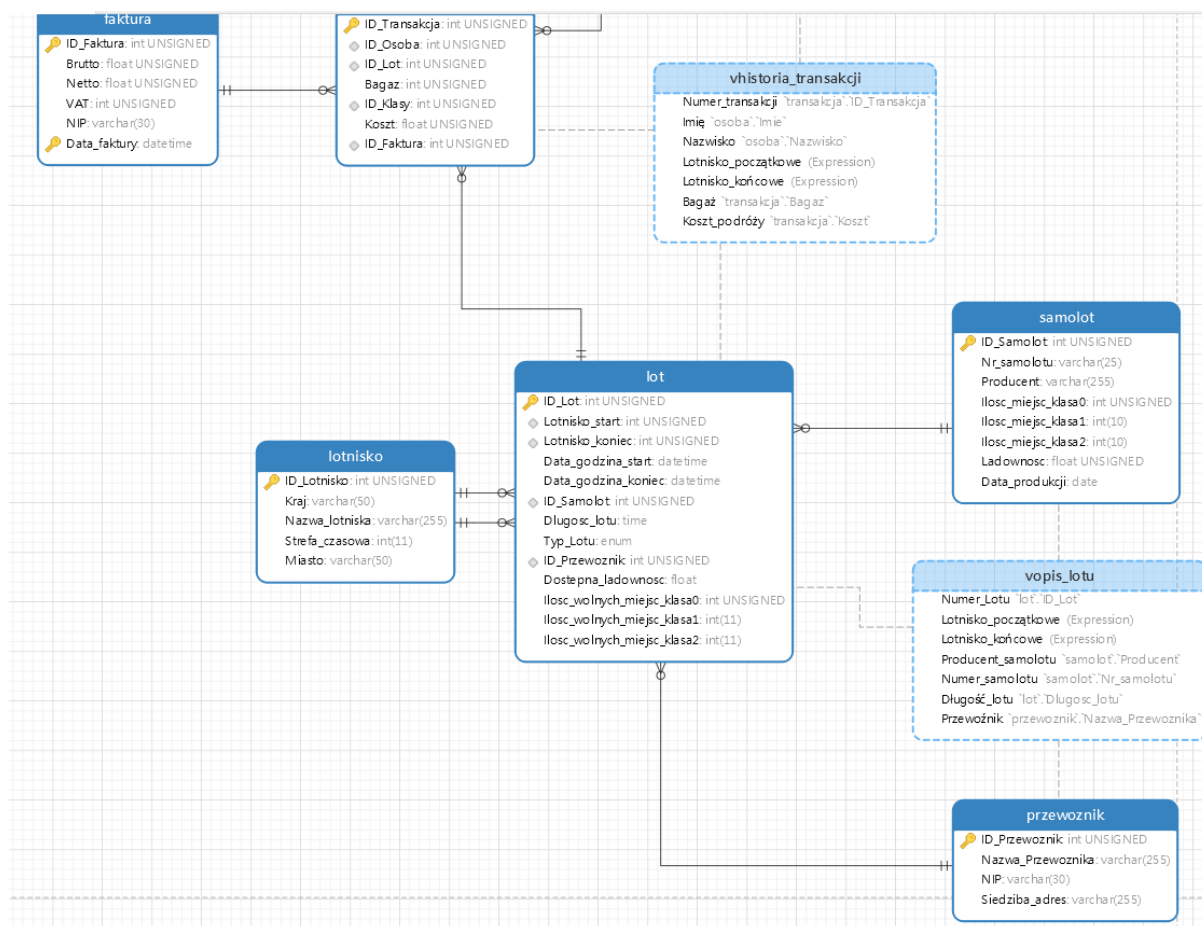 faktura
ID_Faktura: int UNSIGNED
Brutto: float UNSIGNED
Netto: float UNSIGNED
VAT: int UNSIGNED
NIP: varchar(30)
Data_faktury: datetime
ID_Transakcja: int UNSIGNED
ID_Osoba: int UNSIGNED
ID_Lot: int UNSIGNED
Bagaz: int UNSIGNED
ID_Klasy: int UNSIGNED
Koszt: float UNSIGNED
ID_Faktura: int UNSIGNED
vhistoria_transakcji
Numer_transakcji `transakcja`.`ID_Transakcja`
Imię `osoba`.`Imie`
Nazwisko `osoba`.`Nazwisko`
Lotnisko_początkowe (Expression)
Lotnisko_końcowe (Expression)
Bagaż `transakcja`.`Bagaz`
Koszt_podróży `transakcja`.`Koszt`
samolot
ID_Samolot: int UNSIGNED
Nr_samolotu: varchar(25)
Producent: varchar(255)
Ilosc_miejsc_klasa0: int UNSIGNED
Ilosc_miejsc_klasa1: int(10)
Ilosc_miejsc_klasa2: int(10)
Ladownosc: float UNSIGNED
Data_produkcji: date
lot
ID_Lot: int UNSIGNED
Lotnisko_start: int UNSIGNED
Lotnisko_koniec: int UNSIGNED
Data_godzina_start: datetime
Data_godzina_koniec: datetime
ID_Samolot: int UNSIGNED
Dlugosc_lotu: time
Typ_Lotu: enum
ID_Przewoznik: int UNSIGNED
Dostepna_ladownosc: float
Ilosc_wolnych_miejsc_klasa0: int UNSIGNED
Ilosc_wolnych_miejsc_klasa1: int(11)
Ilosc_wolnych_miejsc_klasa2: int(11)
lotnisko
ID_Lotnisko: int UNSIGNED
Kraj: varchar(50)
Nazwa_lotniska: varchar(255)
Strefa_czasowa: int(11)
Miasto: varchar(50)
vopis_lotu
Numer_Lotu `lot`.`ID_Lot`
Lotnisko_początkowe (Expression)
Lotnisko_końcowe (Expression)
Producent_samolotu `samolot`.`Producent`
Numer_samolotu `samolot`.`Nr_samolotu`
Długość_lotu `lot`.`Dlugosc_lotu`
Przewoźnik `przewoznik`.`Nazwa_Przewoznika`
przewoznik
ID_Przewoznik: int UNSIGNED
Nazwa_Przewoznika: varchar(255)
NIP: varchar(30)
Siedziba_adres: varchar(255)